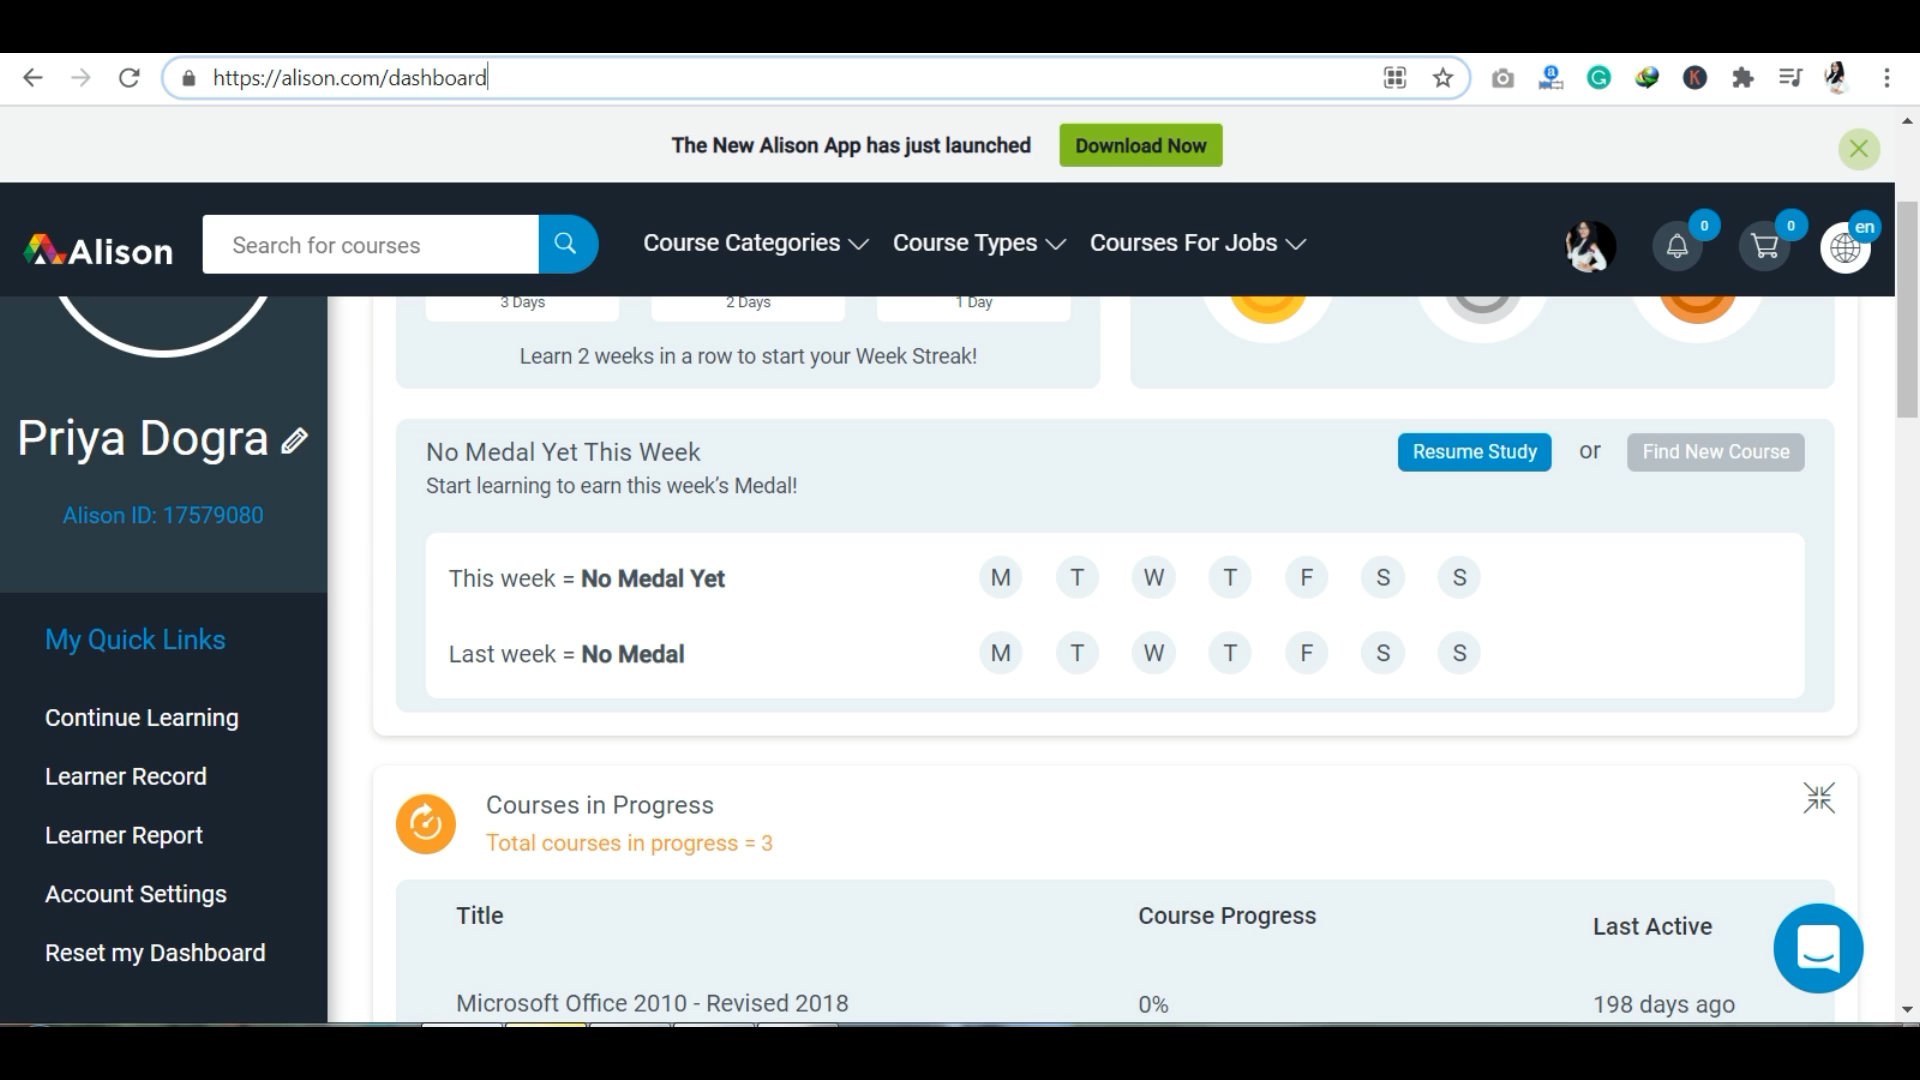 https://alison.com/dashboard
The New Alison App has just launched
Download Now
Alison
Search for courses
Course Categories
Course Types
Courses For Jobs
0
0
en
3 Days
2 Days
1 Day
Learn 2 weeks in a row to start your Week Streak!
Priya Dogra
Alison ID: 17579080
No Medal Yet This Week
Start learning to earn this week's Medal!
Resume Study
or
Find New Course
This week = No Medal Yet
M T W T F S S
Last week = No Medal
M T W T F S S
My Quick Links
Continue Learning
Learner Record
Learner Report
Account Settings
Reset my Dashboard
Courses in Progress
Total courses in progress = 3
Title
Course Progress
Last Active
Microsoft Office 2010 - Revised 2018
0%
198 days ago